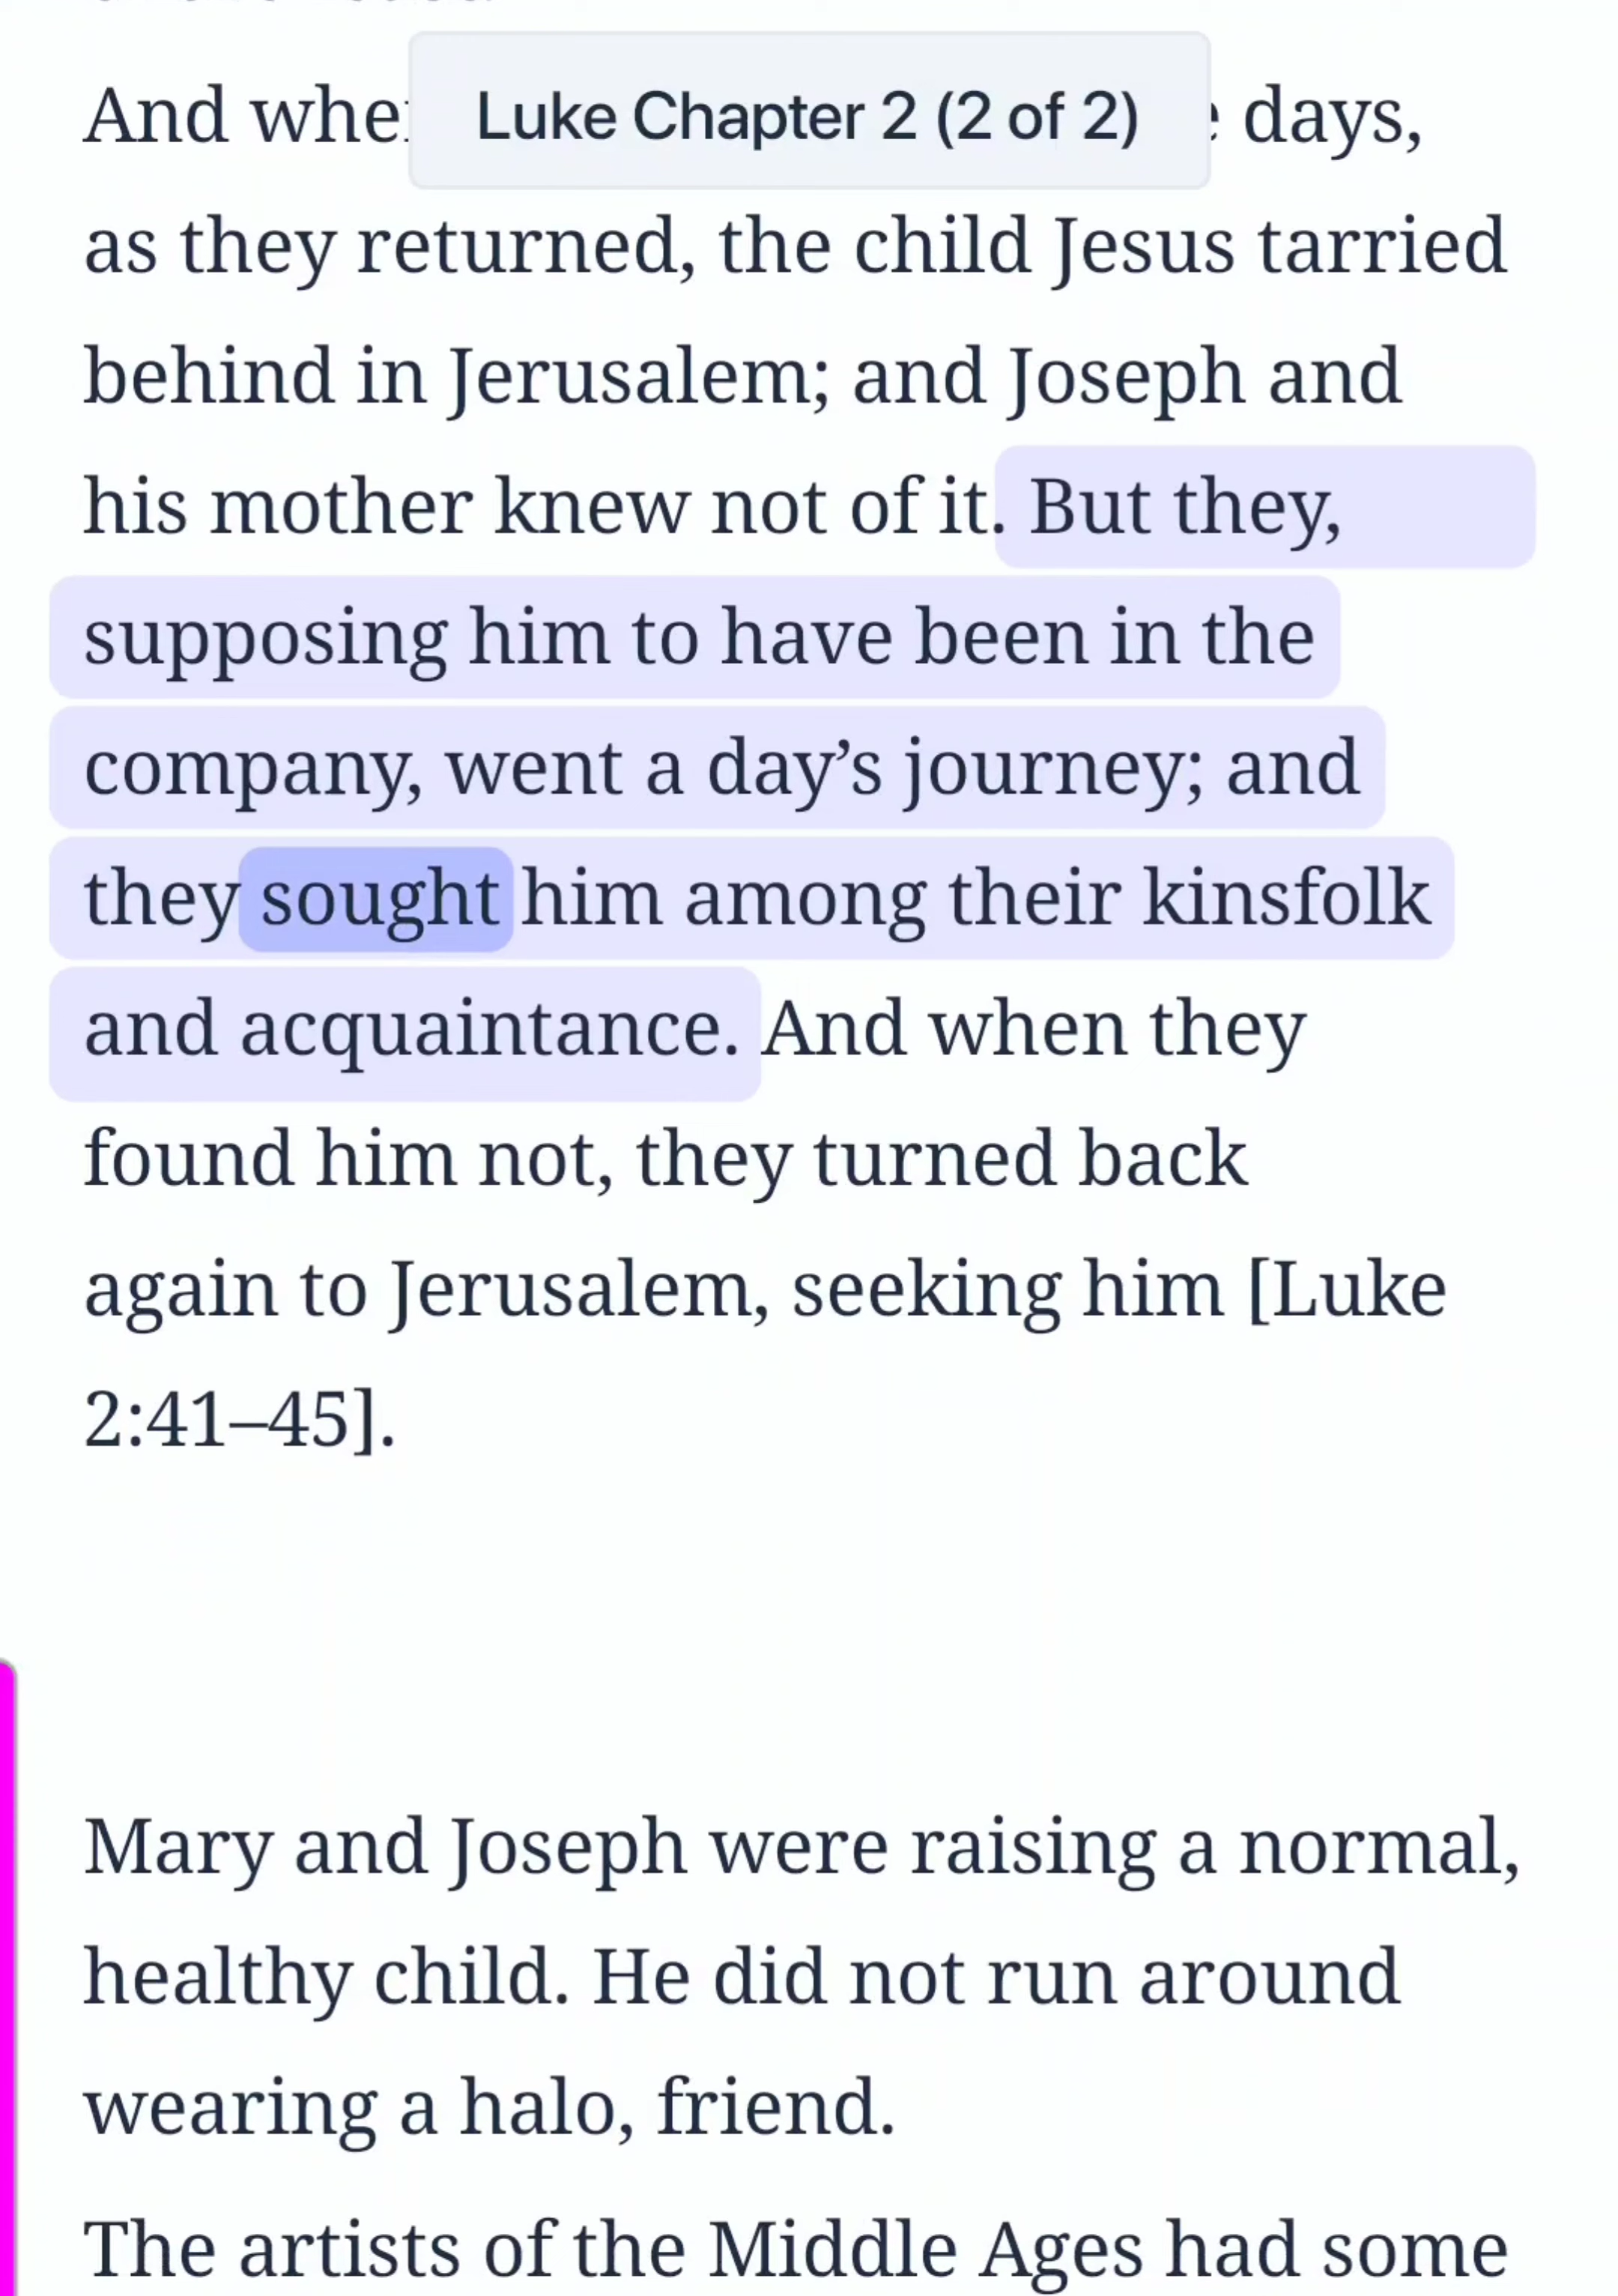 Luke Chapter 2 (2 of 2)
And days,
as they returned, the child Jesus tarried
behind in Jerusalem; and Joseph and
his mother knew not of it. But they,
supposing him to have been in the
company, went a day’s journey; and
they sought him among their kinsfolk
and acquaintance. And when they
found him not, they turned back
again to Jerusalem, seeking him [Luke
2:41–45].
Mary and Joseph were raising a normal,
healthy child. He did not run around
wearing a halo, friend.
The artists of the Middle Ages had some